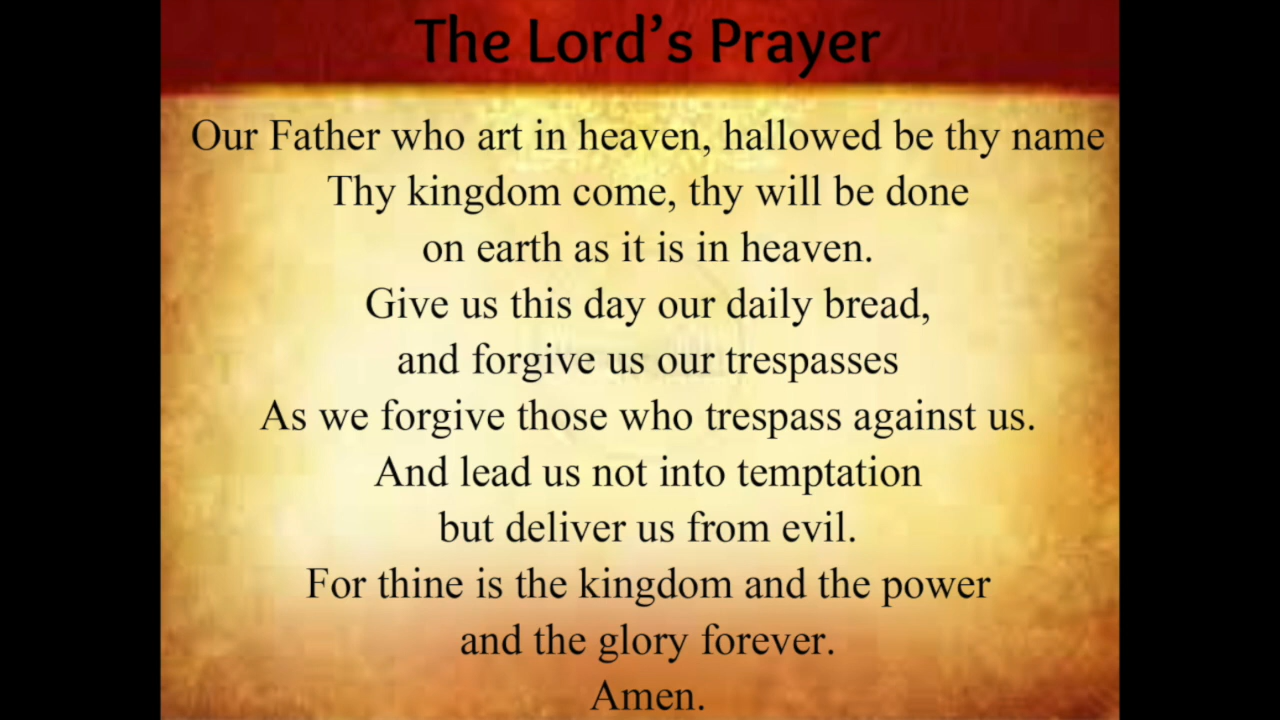 The Lord’s Prayer
Our Father who art in heaven, hallowed be thy name
Thy kingdom come, thy will be done
on earth as it is in heaven.
Give us this day our daily bread,
and forgive us our trespasses
As we forgive those who trespass against us.
And lead us not into temptation
but deliver us from evil.
For thine is the kingdom and the power
and the glory forever.
Amen.